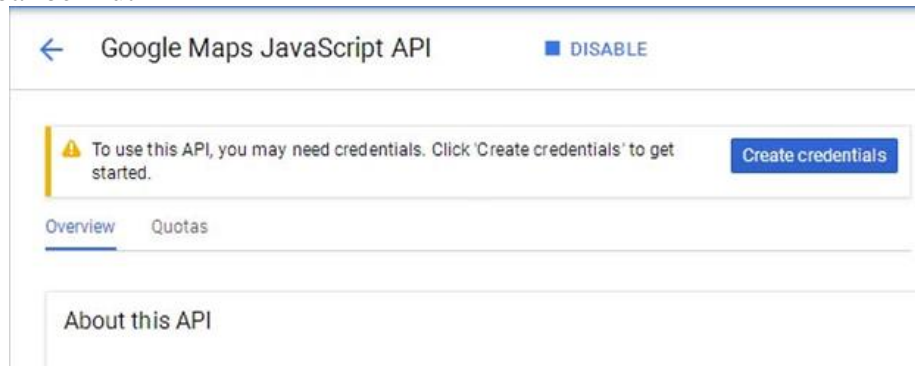 Google Maps JavaScript API DISABLE
To use this API, you may need credentials. Click 'Create credentials' to get
started.
Create credentials
Overview Quotas
About this API